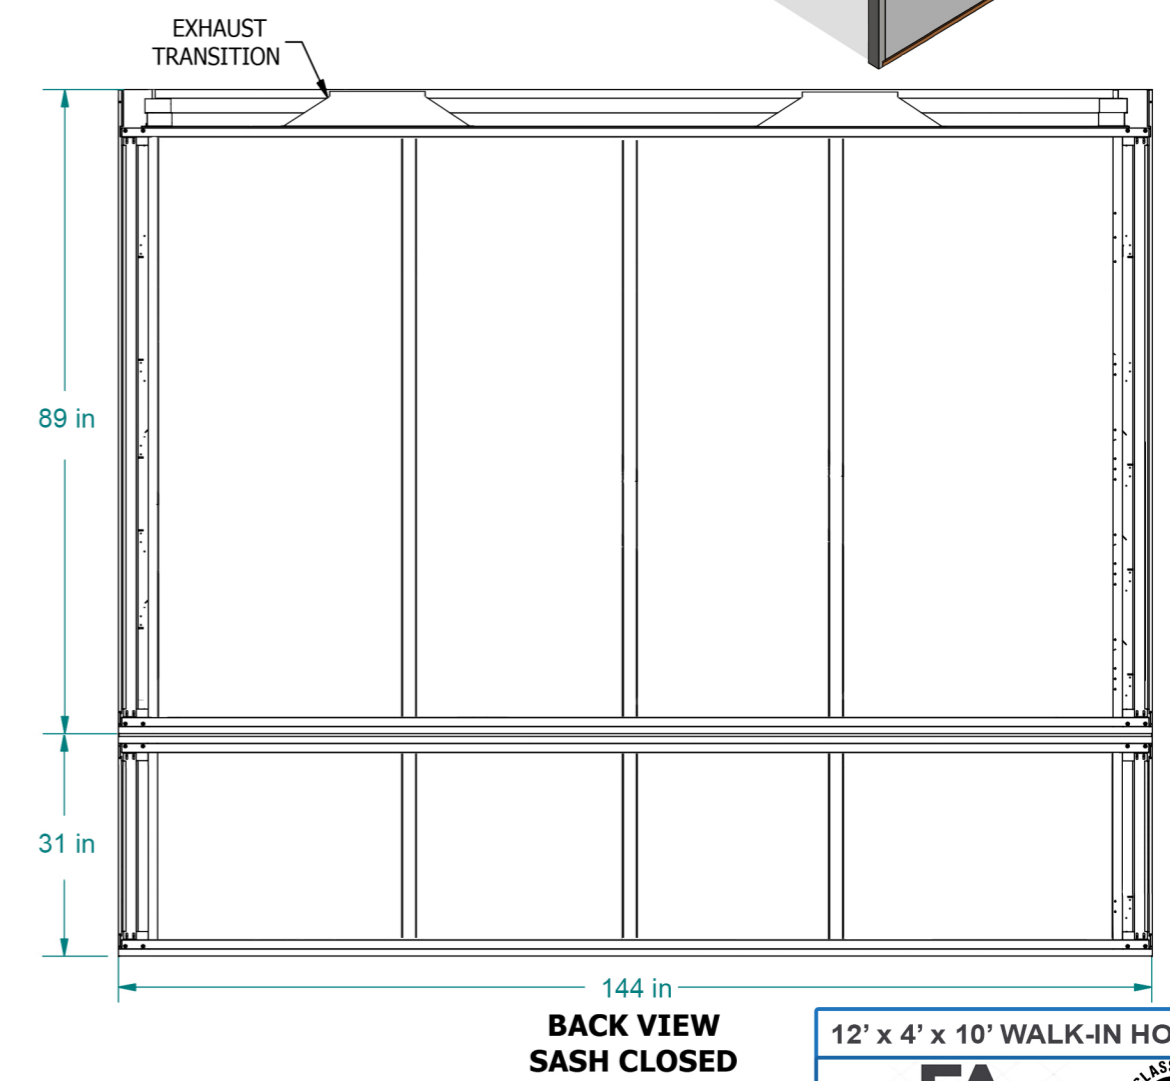 EXHAUST
TRANSITION
89 in
31 in
144 in
BACK VIEW
SASH CLOSED
12’ x 4’ x 10’ WALK-IN HO